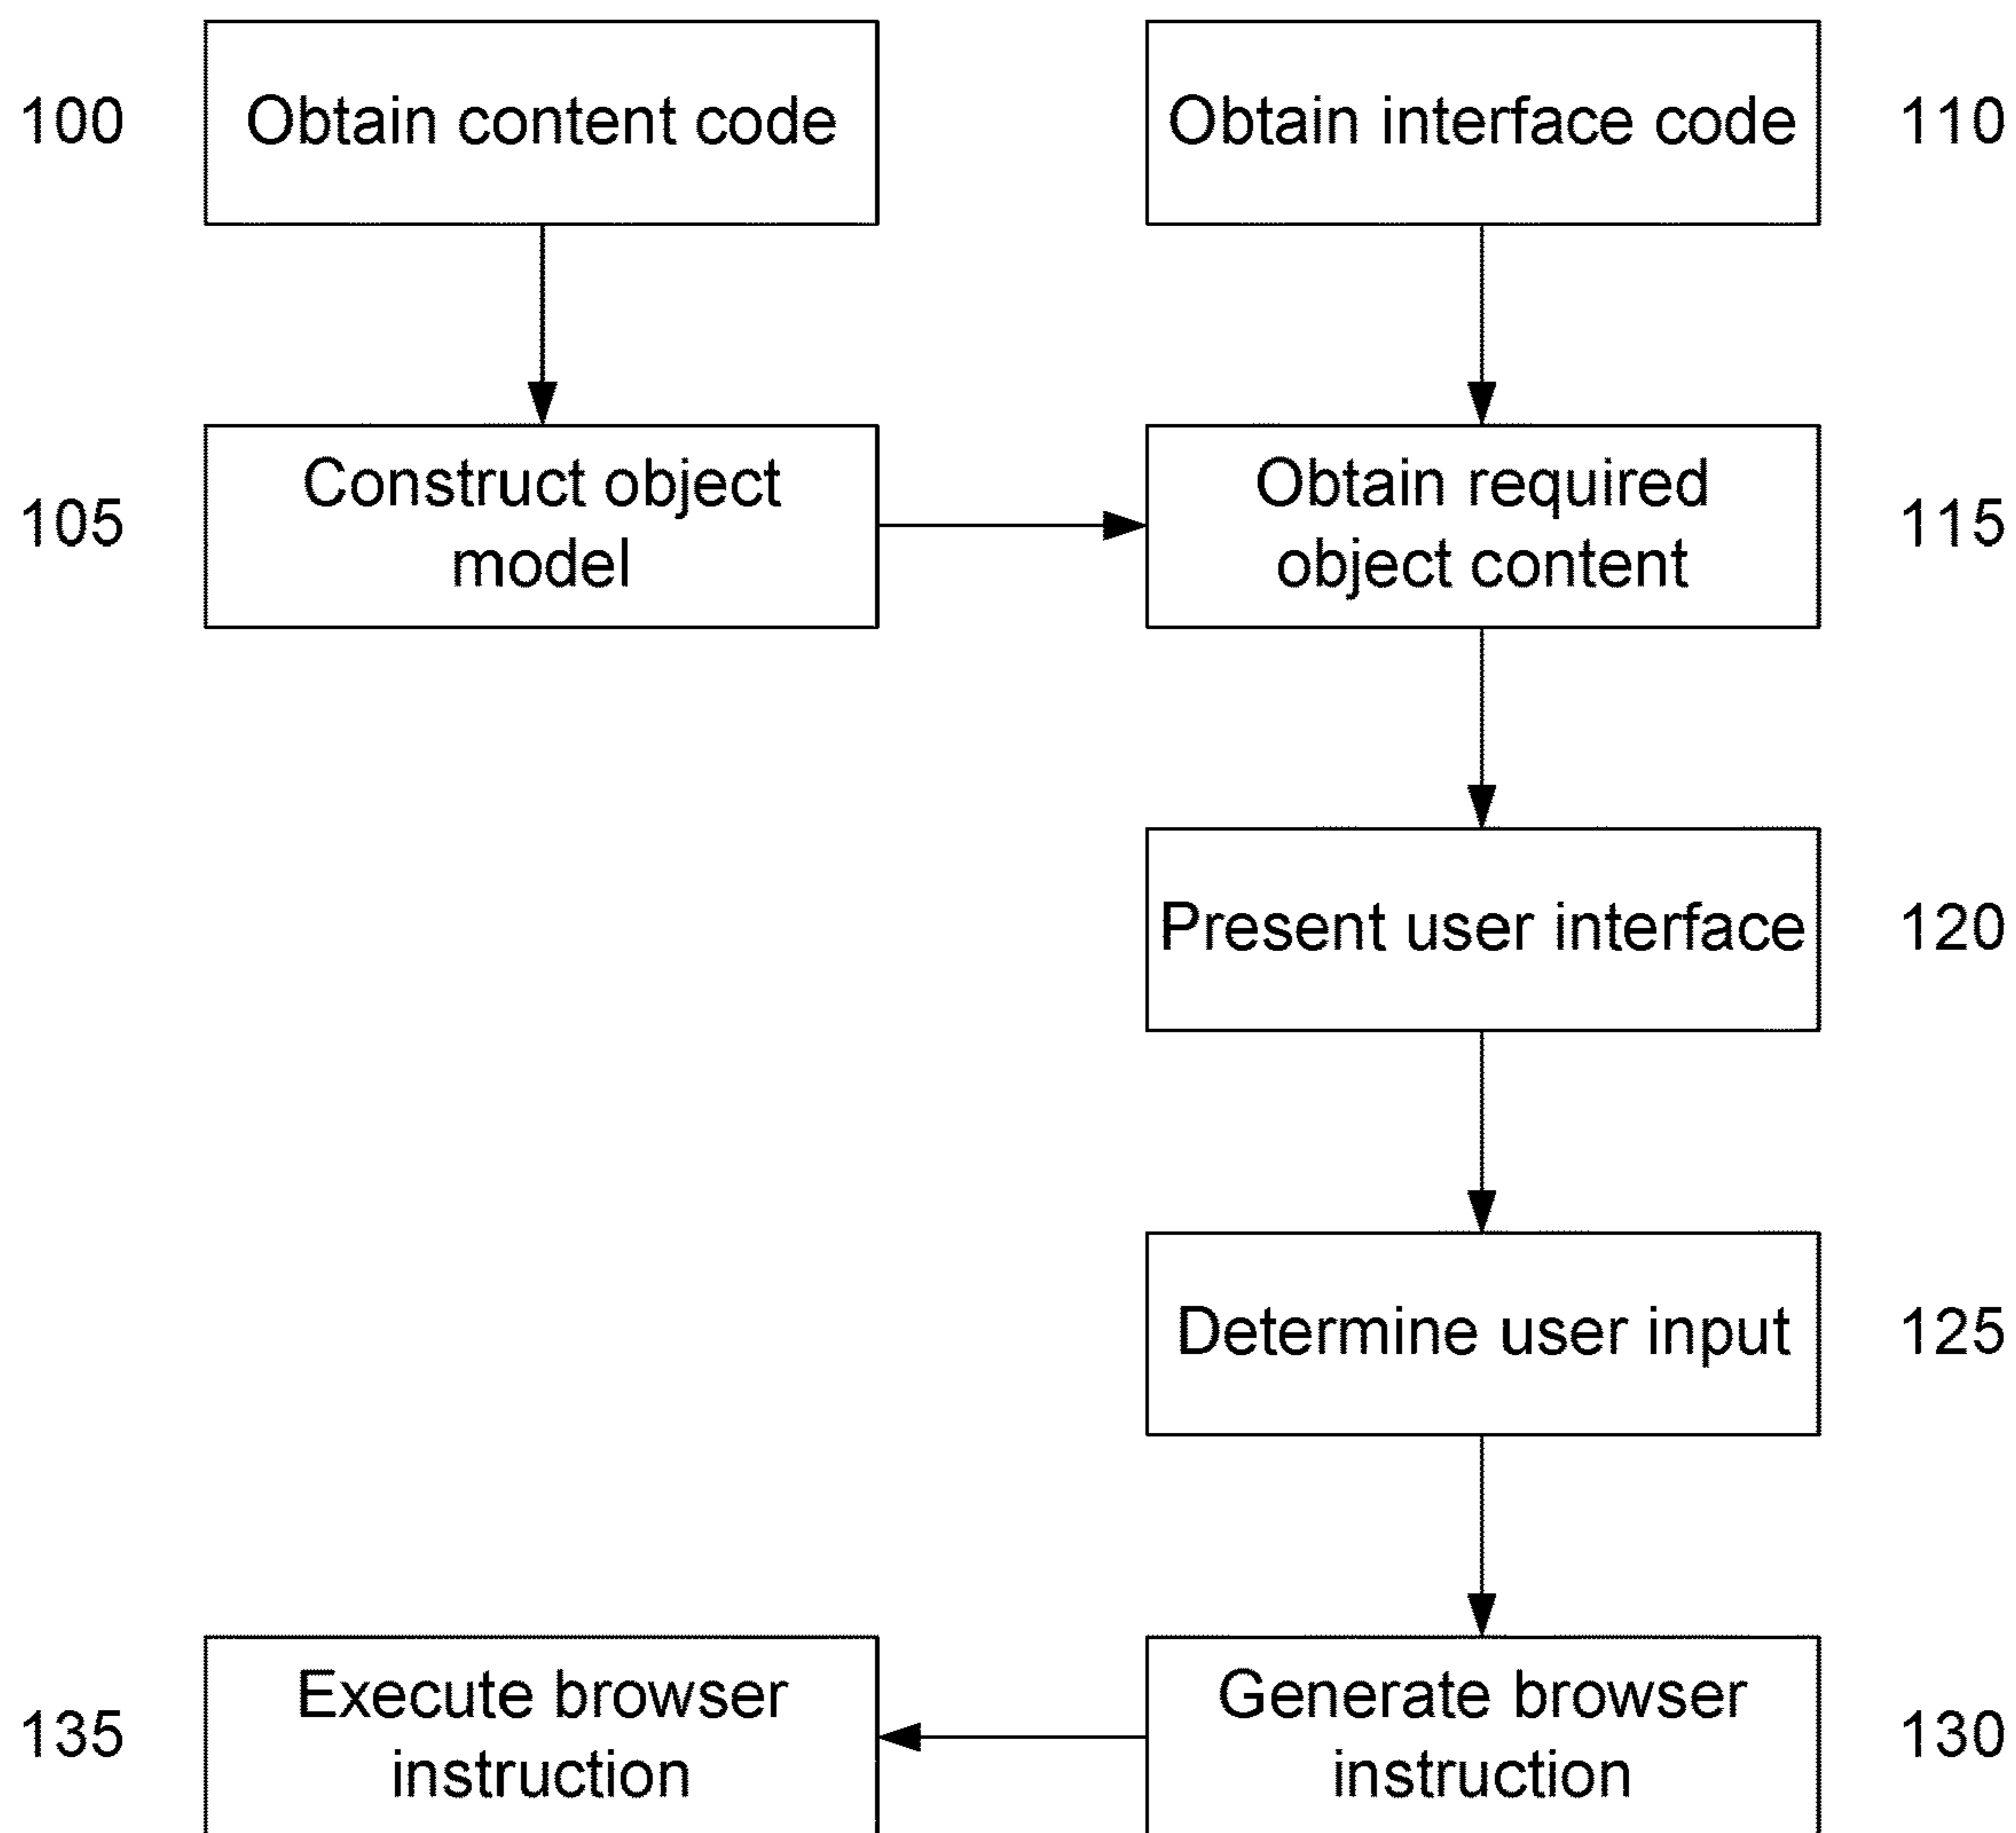 100
Obtain content code
Obtain interface code
110
105
Construct object
model
Obtain required
object content
115
Present user interface
120
Determine user input
125
135
Execute browser
instruction
Generate browser
instruction
130